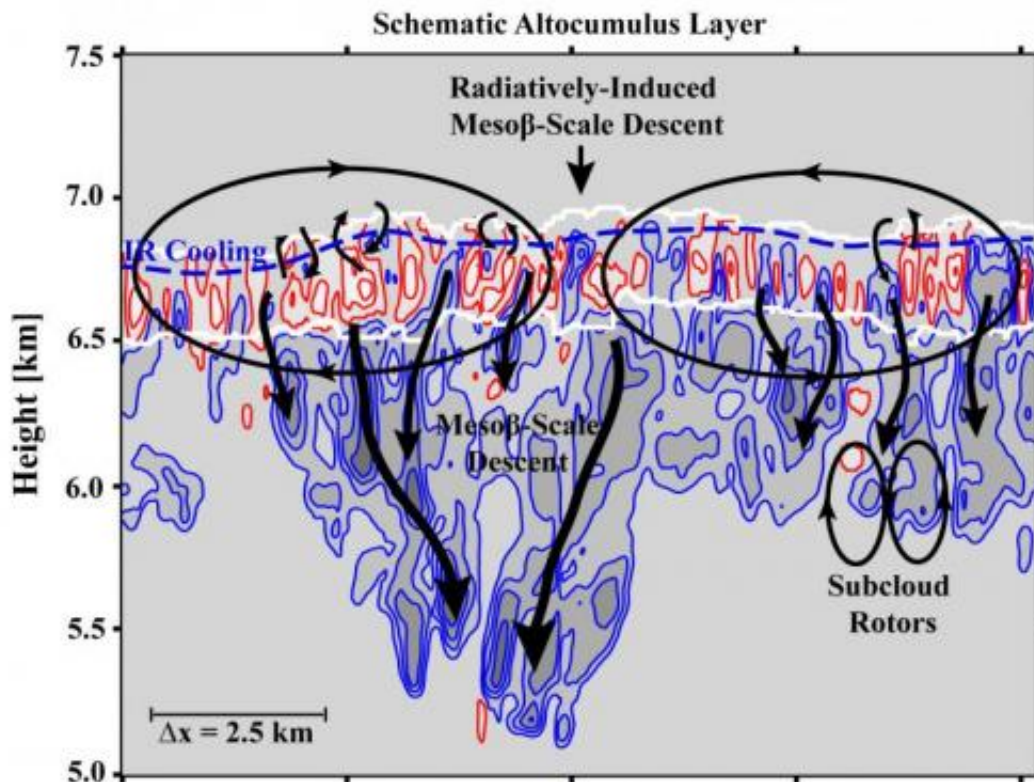 Schematic Altocumulus Layer
7.5
Radiatively-Induced
Mesoβ-Scale Descent
7.0
IR Cooling
6.5
Height [km]
Mesoβ-Scale
Descent
6.0
Subcloud
Rotors
5.5
Δx = 2.5 km
5.0